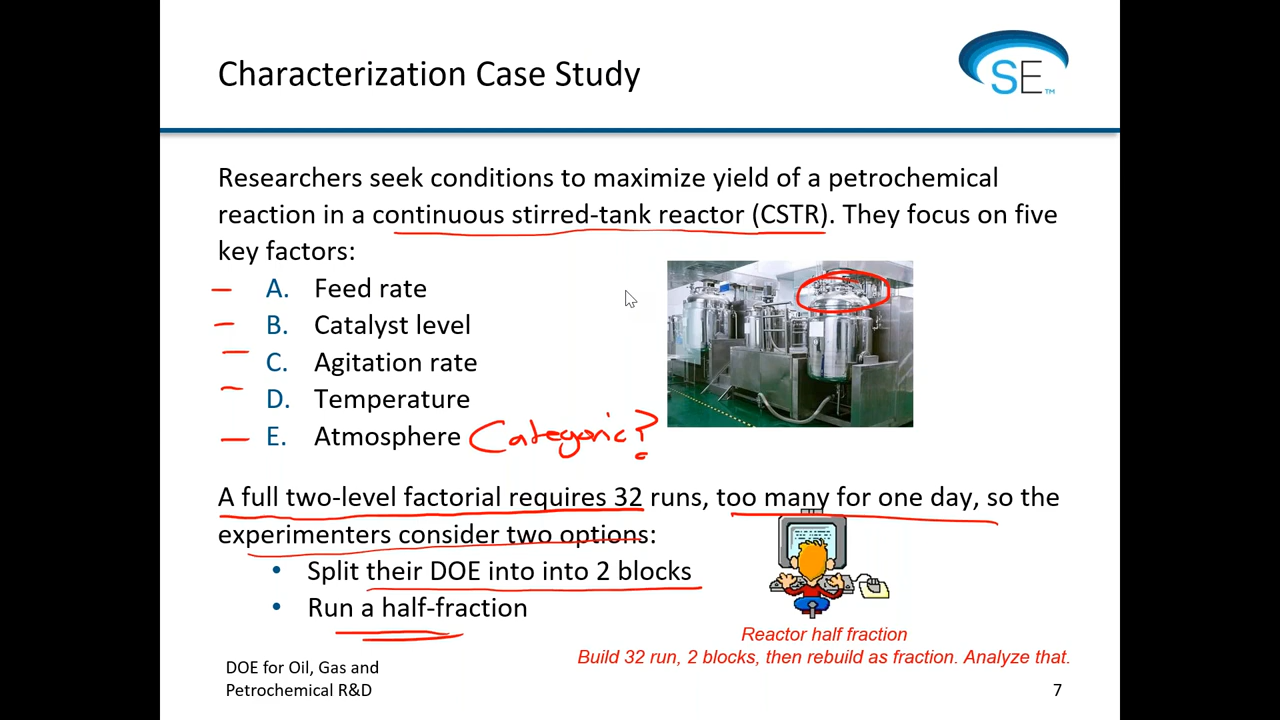 Characterization Case Study
SE™
Researchers seek conditions to maximize yield of a petrochemical
reaction in a continuous stirred-tank reactor (CSTR). They focus on five
key factors:
A. Feed rate
B. Catalyst level
C. Agitation rate
D. Temperature
E. Atmosphere Categoric?
A full two-level factorial requires 32 runs, too many for one day, so the
experimenters consider two options:
• Split their DOE into into 2 blocks
• Run a half-fraction
Reactor half fraction
Build 32 run, 2 blocks, then rebuild as fraction. Analyze that.
DOE for Oil, Gas and
Petrochemical R&D
7